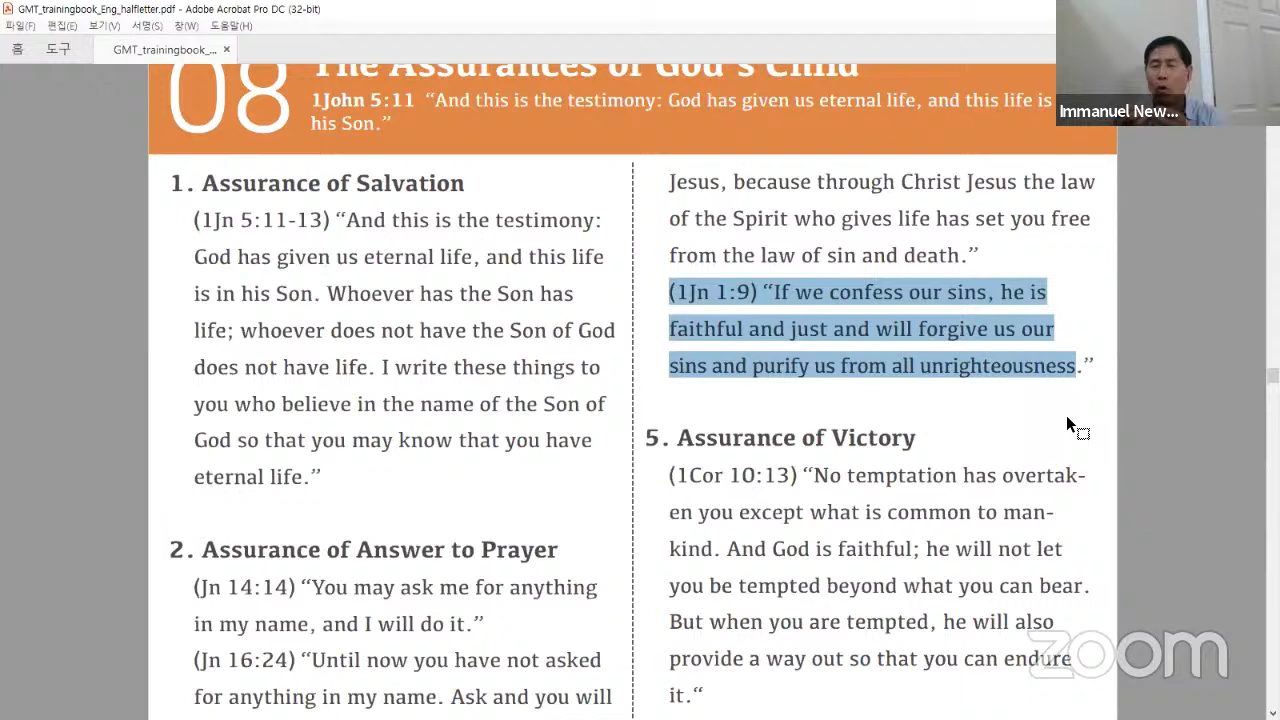 GMT_trainingbook_Eng_halfletter.pdf - Adobe Acrobat Pro DC (32-bit)
파일(F) 편집(E) 보기(V) 서명(S) 창(W) 도움말(H)
홈 도구 GMT_trainingbook_... ×
08
The Assurances of God's Child
1John 5:11 “And this is the testimony: God has given us eternal life, and this life is
his Son.”
Immanuel New...
1. Assurance of Salvation
(1Jn 5:11-13) “And this is the testimony:
God has given us eternal life, and this life
is in his Son. Whoever has the Son has
life; whoever does not have the Son of God
does not have life. I write these things to
you who believe in the name of the Son of
God so that you may know that you have
eternal life.”
2. Assurance of Answer to Prayer
(Jn 14:14) “You may ask me for anything
in my name, and I will do it.”
(Jn 16:24) “Until now you have not asked
for anything in my name. Ask and you will
Jesus, because through Christ Jesus the law
of the Spirit who gives life has set you free
from the law of sin and death.”
(1Jn 1:9) “If we confess our sins, he is
faithful and just and will forgive us our
sins and purify us from all unrighteousness.”
5. Assurance of Victory
(1Cor 10:13) “No temptation has overtak-
en you except what is common to man-
kind. And God is faithful; he will not let
you be tempted beyond what you can bear.
But when you are tempted, he will also
provide a way out so that you can endure
it.“
zoom